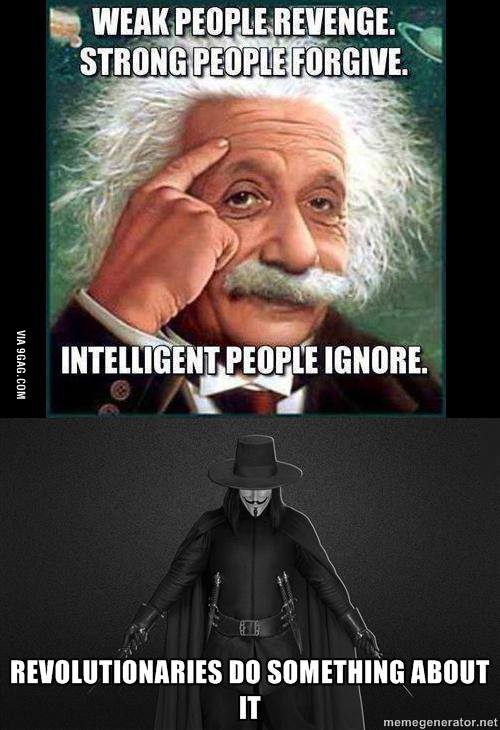 WEAK PEOPLE REVENGE.
STRONG PEOPLE FORGIVE.
INTELLIGENT PEOPLE IGNORE.
VIA 9GAG.COM
REVOLUTIONARIES DO SOMETHING ABOUT
IT
memegenerator.net